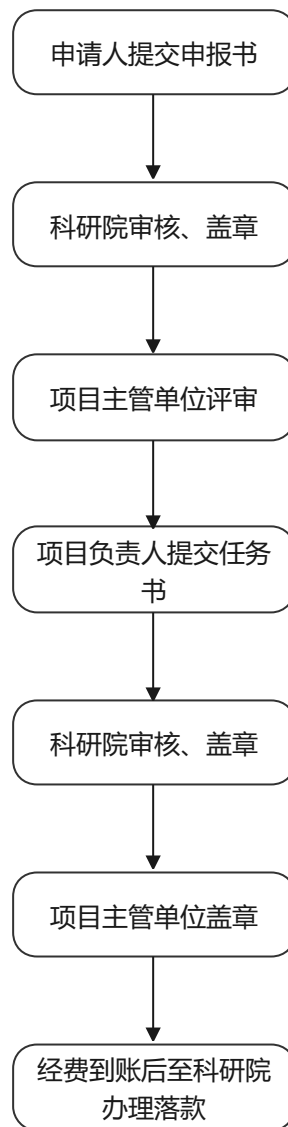 申请人提交申报书
科研院审核、盖章
项目主管单位评审
项目负责人提交任务
书
科研院审核、盖章
项目主管单位盖章
经费到账后至科研院
办理落款